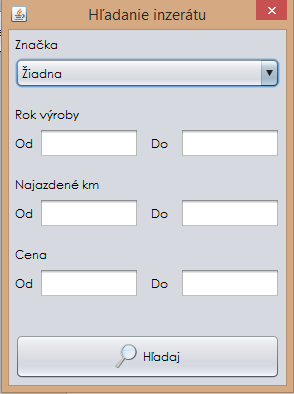 Hľadanie inzerátu
Značka
Žiadna
Rok výroby
Od Do
Najazdené km
Od Do
Cena
Od Do
Hľadaj